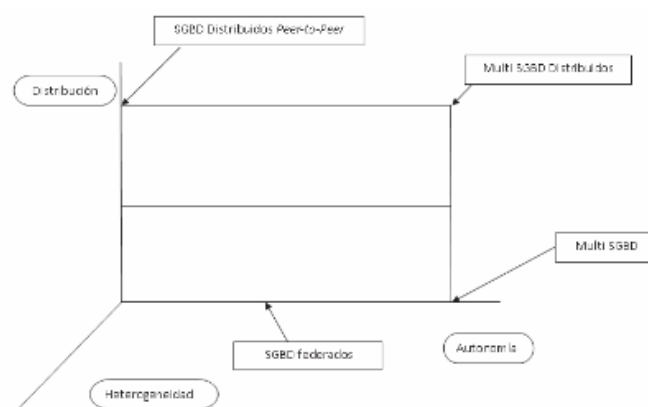 SGBD Distribuidos Peer-to-Peer
Multi SGBD Distribuidos
Distribución
Multi SGBD
SGBD federados
Autonomía
Heterogeneidad